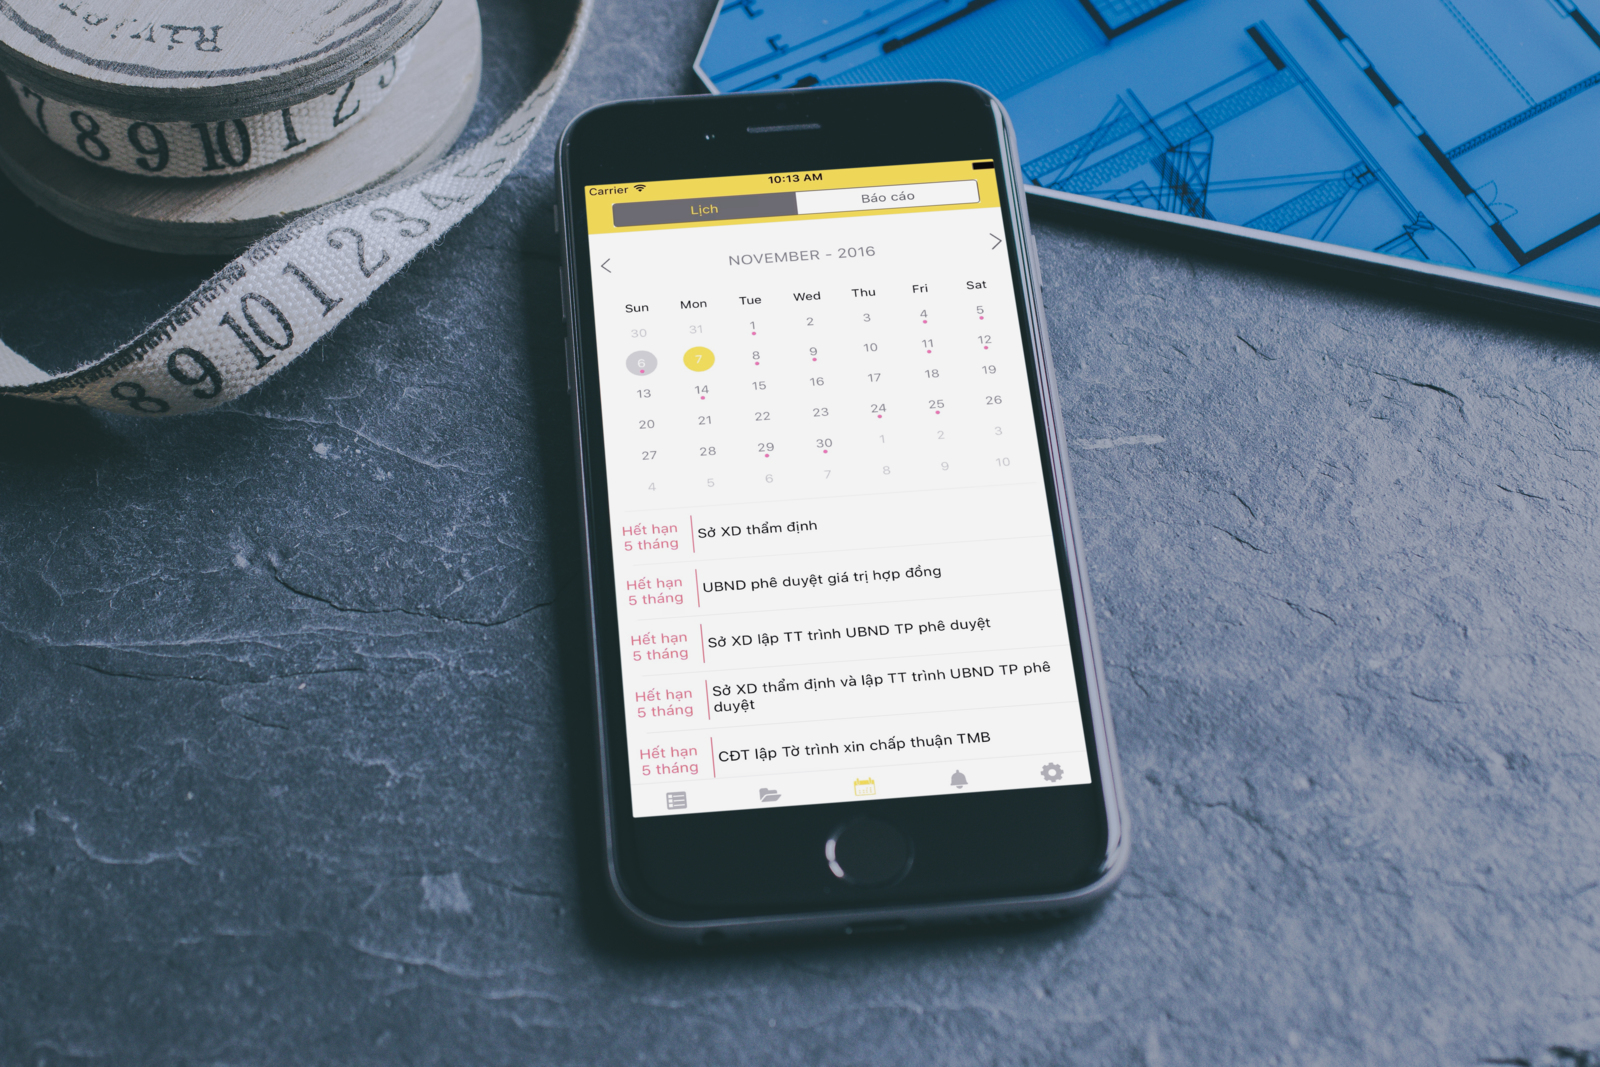 Rivièr
7 8 9 10 1 2 3
8 9 10 1 2 3 4
Carrier 10:13 AM
Lịch Báo cáo
NOVEMBER - 2016
Sun Mon Tue Wed Thu Fri Sat
30 31 1 2 3 4 5
6 7 8 9 10 11 12
13 14 15 16 17 18 19
20 21 22 23 24 25 26
27 28 29 30 1 2 3
4 5 6 7 8 9 10
Hết hạn
5 tháng
Sở XD thẩm định
Hết hạn
5 tháng
UBND phê duyệt giá trị hợp đồng
Hết hạn
5 tháng
Sở XD lập TT trình UBND TP phê duyệt
Hết hạn
5 tháng
Sở XD thẩm định và lập TT trình UBND TP phê
duyệt
Hết hạn
5 tháng
CĐT lập Tờ trình xin chấp thuận TMB